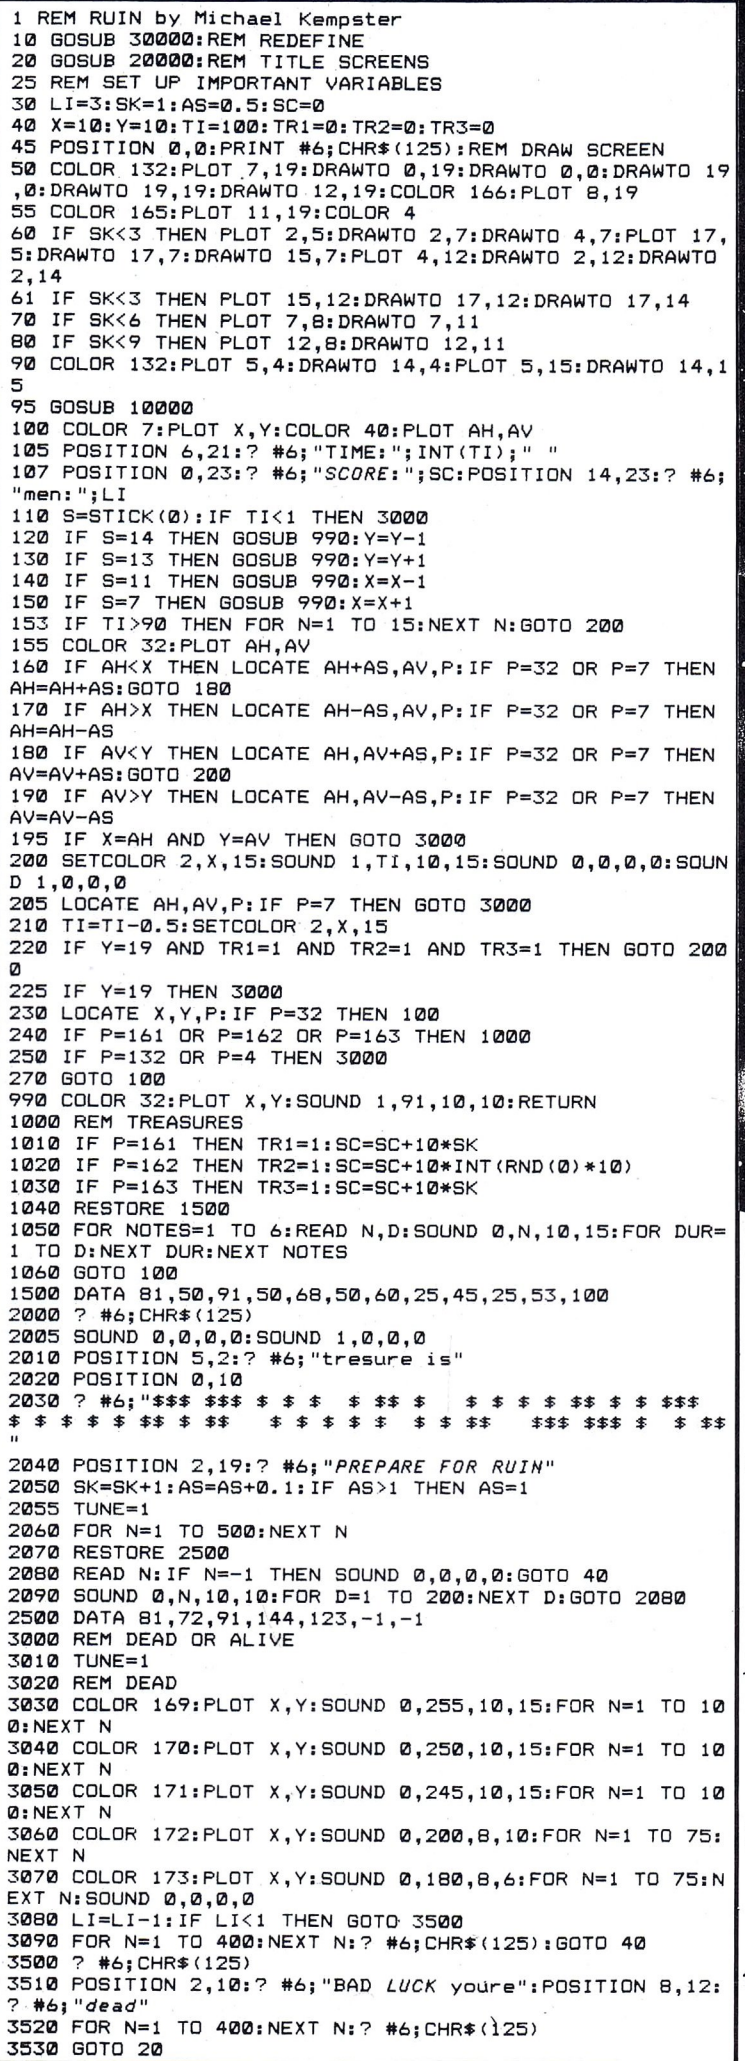 1 REM RUIN by Michael Kempster
10 GOSUB 30000:REM REDEFINE
20 GOSUB 20000:REM TITLE SCREENS
25 REM SET UP IMPORTANT VARIABLES
30 LI=3:SK=1:AS=0.5:SC=0
40 X=10:Y=10:TI=100:TR1=0:TR2=0:TR3=0
45 POSITION 0,0:PRINT #6;CHR$(125):REM DRAW SCREEN
50 COLOR 132:PLOT 7,19:DRAWTO 0,19:DRAWTO 0,0:DRAWTO 19
,0:DRAWTO 19,19:DRAWTO 12,19:COLOR 166:PLOT 8,19
55 COLOR 165:PLOT 11,19:COLOR 4
60 IF SK<3 THEN PLOT 2,5:DRAWTO 2,7:DRAWTO 4,7:PLOT 17,
5:DRAWTO 17,7:DRAWTO 15,7:PLOT 4,12:DRAWTO 2,12:DRAWTO
2,14
61 IF SK<3 THEN PLOT 15,12:DRAWTO 17,12:DRAWTO 17,14
70 IF SK<6 THEN PLOT 7,8:DRAWTO 7,11
80 IF SK<9 THEN PLOT 12,8:DRAWTO 12,11
90 COLOR 132:PLOT 5,4:DRAWTO 14,4:PLOT 5,15:DRAWTO 14,1
5
95 GOSUB 10000
100 COLOR 7:PLOT X,Y:COLOR 40:PLOT AH,AV
105 POSITION 6,21:? #6;"TIME:";INT(TI);" "
107 POSITION 0,23:? #6;"SCORE:";SC:POSITION 14,23:? #6;
"men:";LI
110 S=STICK(0):IF TI<1 THEN 3000
120 IF S=14 THEN GOSUB 990:Y=Y-1
130 IF S=13 THEN GOSUB 990:Y=Y+1
140 IF S=11 THEN GOSUB 990:X=X-1
150 IF S=7 THEN GOSUB 990:X=X+1
153 IF TI>90 THEN FOR N=1 TO 15:NEXT N:GOTO 200
155 COLOR 32:PLOT AH,AV
160 IF AH<X THEN LOCATE AH+AS,AV,P:IF P=32 OR P=7 THEN
AH=AH+AS:GOTO 180
170 IF AH>X THEN LOCATE AH-AS,AV,P:IF P=32 OR P=7 THEN
AH=AH-AS
180 IF AV<Y THEN LOCATE AH,AV+AS,P:IF P=32 OR P=7 THEN
AV=AV+AS:GOTO 200
190 IF AV>Y THEN LOCATE AH,AV-AS,P:IF P=32 OR P=7 THEN
AV=AV-AS
195 IF X=AH AND Y=AV THEN GOTO 3000
200 SETCOLOR 2,X,15:SOUND 1,TI,10,15:SOUND 0,0,0,0:SOUN
D 1,0,0,0
205 LOCATE AH,AV,P:IF P=7 THEN GOTO 3000
210 TI=TI-0.5:SETCOLOR 2,X,15
220 IF Y=19 AND TR1=1 AND TR2=1 AND TR3=1 THEN GOTO 200
0
225 IF Y=19 THEN 3000
230 LOCATE X,Y,P:IF P=32 THEN 100
240 IF P=161 OR P=162 OR P=163 THEN 1000
250 IF P=132 OR P=4 THEN 3000
270 GOTO 100
990 COLOR 32:PLOT X,Y:SOUND 1,91,10,10:RETURN
1000 REM TREASURES
1010 IF P=161 THEN TR1=1:SC=SC+10*SK
1020 IF P=162 THEN TR2=1:SC=SC+10*INT(RND(0)*10)
1030 IF P=163 THEN TR3=1:SC=SC+10*SK
1040 RESTORE 1500
1050 FOR NOTES=1 TO 6:READ N,D:SOUND 0,N,10,15:FOR DUR=
1 TO D:NEXT DUR:NEXT NOTES
1060 GOTO 100
1500 DATA 81,50,91,50,68,50,60,25,45,25,53,100
2000 ? #6;CHR$(125)
2005 SOUND 0,0,0,0:SOUND 1,0,0,0
2010 POSITION 5,2:? #6;"tresure is"
2020 POSITION 0,10
2030 ? #6;"$$$ $$$ $ $ $  $ $$ $   $ $ $ $ $$ $ $ $$$
$ $ $ $ $ $$ $ $$   $ $ $ $ $  $ $ $$   $$$ $$$ $  $ $$
"
2040 POSITION 2,19:? #6;"PREPARE FOR RUIN"
2050 SK=SK+1:AS=AS+0.1:IF AS>1 THEN AS=1
2055 TUNE=1
2060 FOR N=1 TO 500:NEXT N
2070 RESTORE 2500
2080 READ N:IF N=-1 THEN SOUND 0,0,0,0:GOTO 40
2090 SOUND 0,N,10,10:FOR D=1 TO 200:NEXT D:GOTO 2080
2500 DATA 81,72,91,144,123,-1,-1
3000 REM DEAD OR ALIVE
3010 TUNE=1
3020 REM DEAD
3030 COLOR 169:PLOT X,Y:SOUND 0,255,10,15:FOR N=1 TO 10
0:NEXT N
3040 COLOR 170:PLOT X,Y:SOUND 0,250,10,15:FOR N=1 TO 10
0:NEXT N
3050 COLOR 171:PLOT X,Y:SOUND 0,245,10,15:FOR N=1 TO 10
0:NEXT N
3060 COLOR 172:PLOT X,Y:SOUND 0,200,8,10:FOR N=1 TO 75:
NEXT N
3070 COLOR 173:PLOT X,Y:SOUND 0,180,8,6:FOR N=1 TO 75:N
EXT N:SOUND 0,0,0,0
3080 LI=LI-1:IF LI<1 THEN GOTO 3500
3090 FOR N=1 TO 400:NEXT N:? #6;CHR$(125):GOTO 40
3500 ? #6;CHR$(125)
3510 POSITION 2,10:? #6;"BAD LUCK youre":POSITION 8,12:
? #6;"dead"
3520 FOR N=1 TO 400:NEXT N:? #6;CHR$(125)
3530 GOTO 20